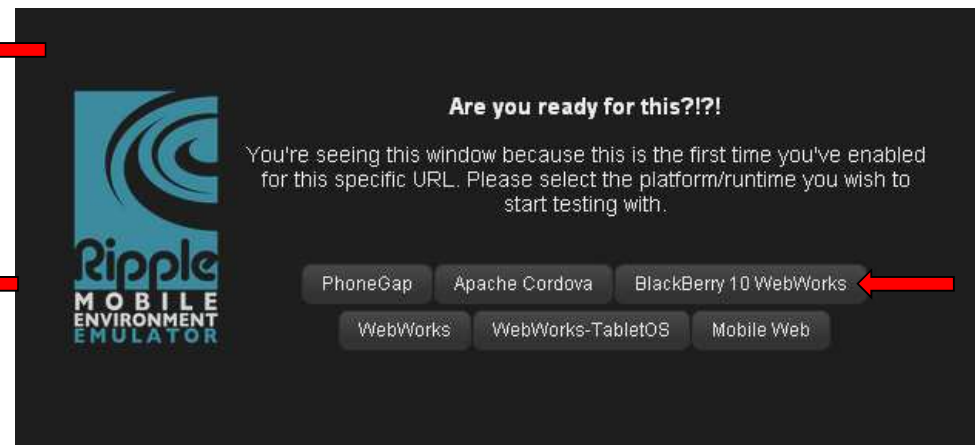 Are you ready for this?!?!
You're seeing this window because this is the first time you've enabled
for this specific URL. Please select the platform/runtime you wish to
start testing with.
Ripple
MOBILE
ENVIRONMENT
EMULATOR
PhoneGap
Apache Cordova
BlackBerry 10 WebWorks
WebWorks
WebWorks-TabletOS
Mobile Web